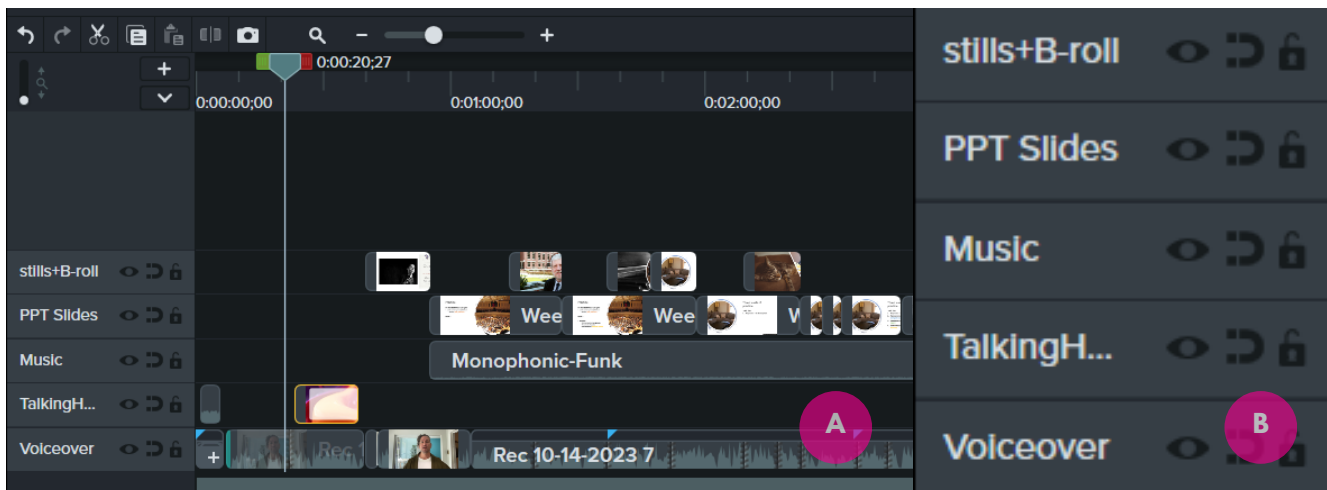 0:00:20;27
0:00:00;00
0:01:00;00
0:02:00;00
stills+B-roll
PPT Slides
Wee
Wee
Music
Monophonic-Funk
TalkingH...
A
Voiceover
Rec 1
Rec 10-14-2023 7
stills+B-roll
PPT Slides
Music
TalkingH...
Voiceover
B